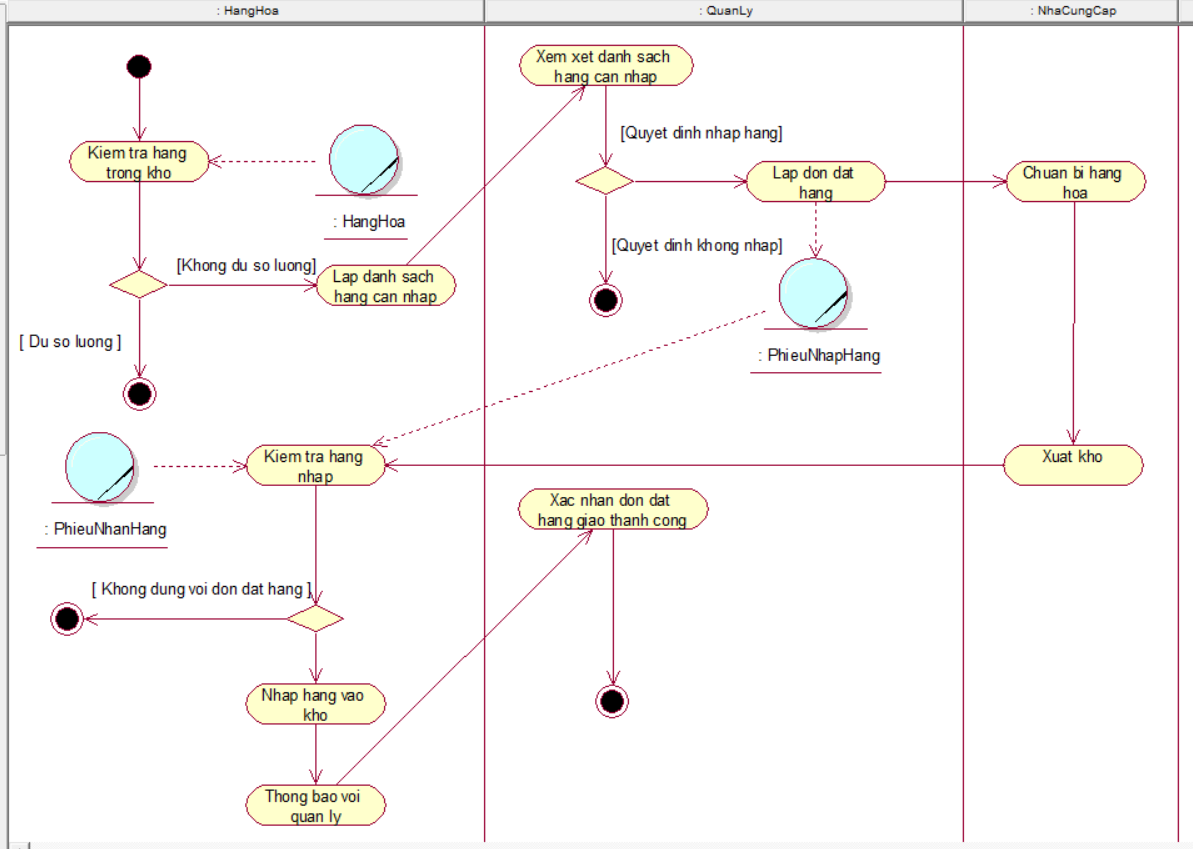 : HangHoa
: QuanLy
: NhaCungCap
Xem xet danh sach
hang can nhap
[Quyet dinh nhap hang]
Kiem tra hang
trong kho
: HangHoa
Lap don dat
hang
Chuan bi hang
hoa
[Quyet dinh khong nhap]
[Khong du so luong]
Lap danh sach
hang can nhap
[ Du so luong ]
: PhieuNhapHang
Kiem tra hang
nhap
Xuat kho
: PhieuNhanHang
Xac nhan don dat
hang giao thanh cong
[ Khong dung voi don dat hang ]
Nhap hang vao
kho
Thong bao voi
quan ly